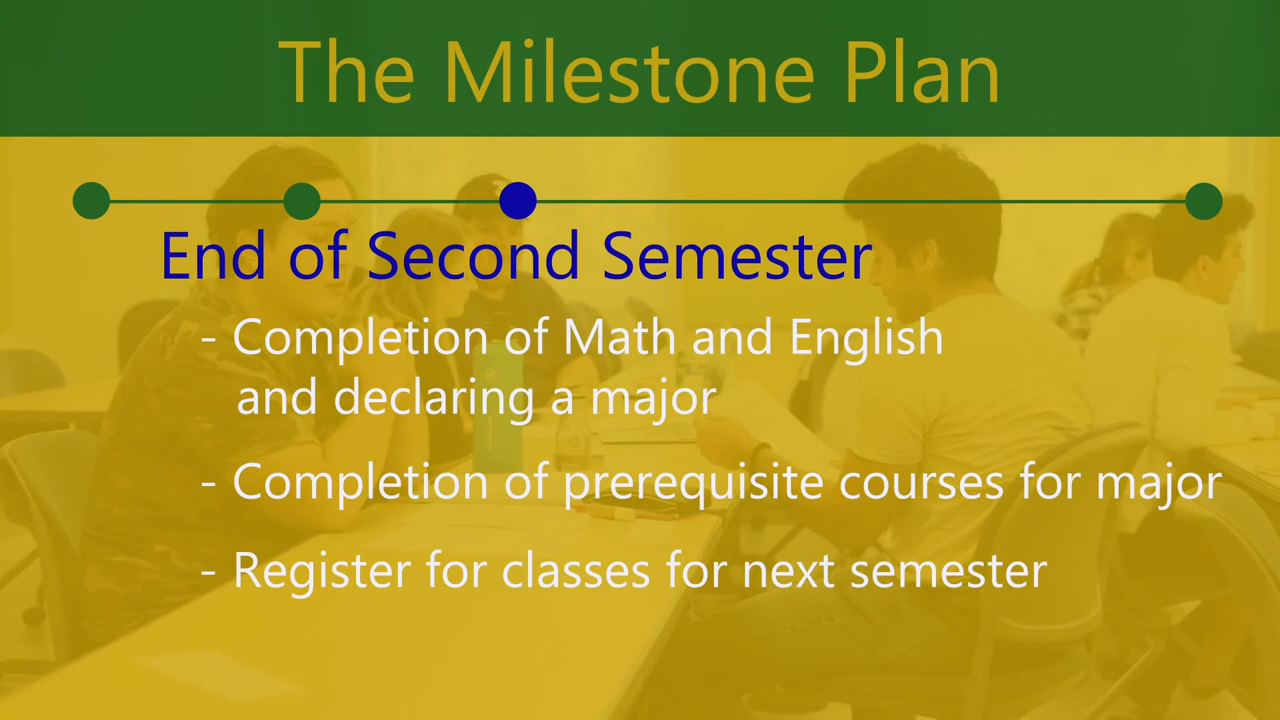 The Milestone Plan
End of Second Semester
- Completion of Math and English
and declaring a major
- Completion of prerequisite courses for major
- Register for classes for next semester